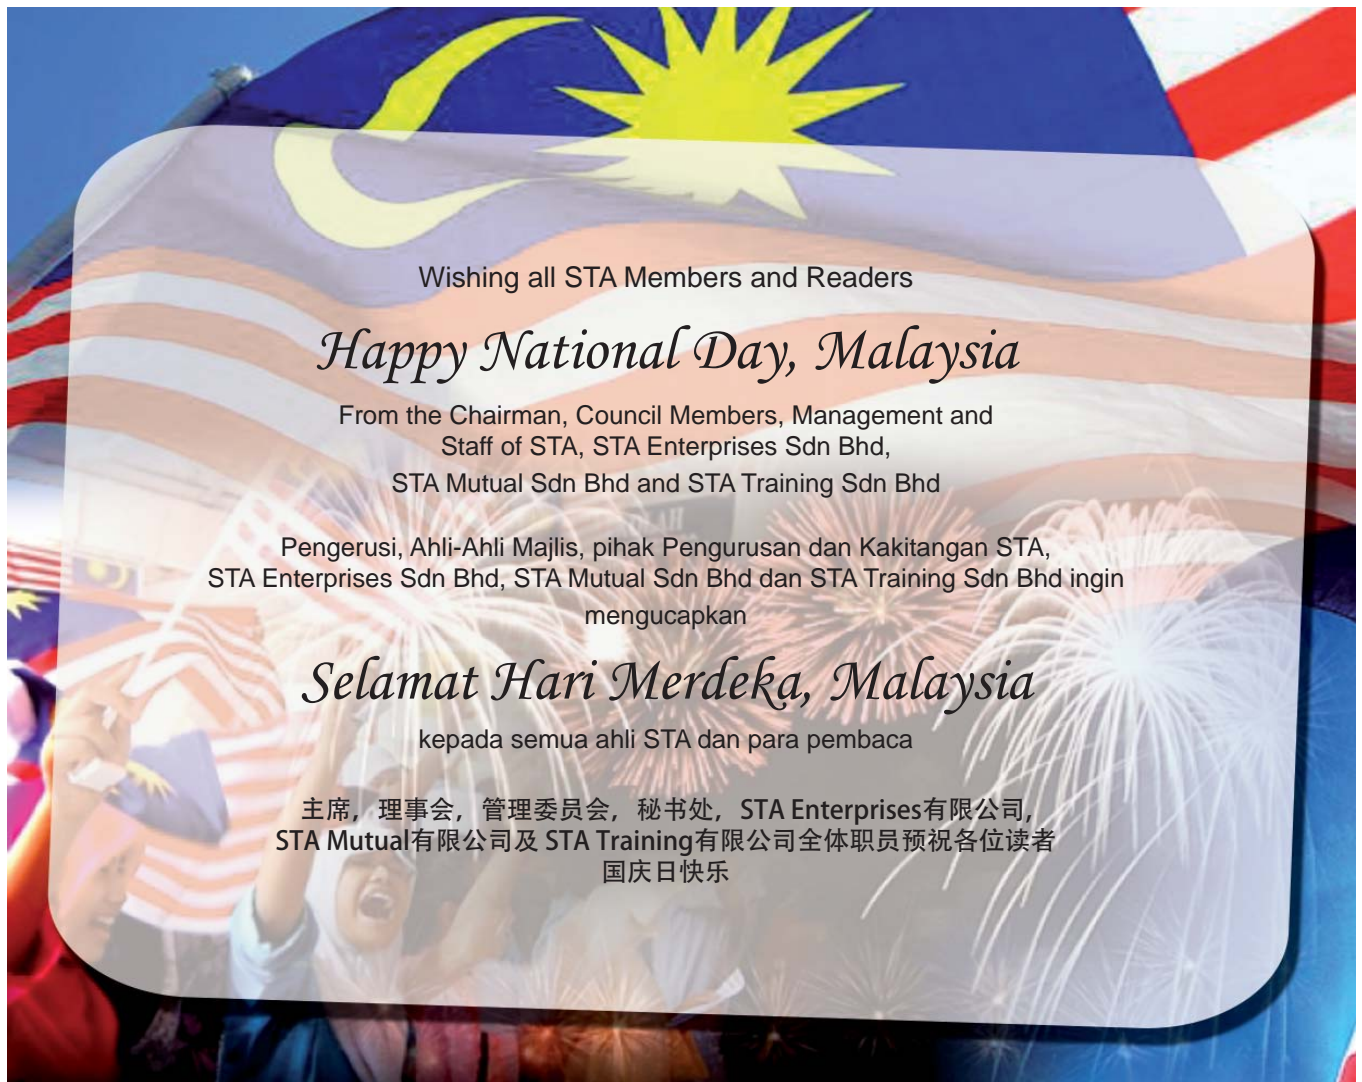 Wishing all STA Members and Readers
Happy National Day, Malaysia
From the Chairman, Council Members, Management and
Staff of STA, STA Enterprises Sdn Bhd,
STA Mutual Sdn Bhd and STA Training Sdn Bhd
Pengerusi, Ahli-Ahli Majlis, pihak Pengurusan dan Kakitangan STA,
STA Enterprises Sdn Bhd, STA Mutual Sdn Bhd dan STA Training Sdn Bhd ingin
mengucapkan
Selamat Hari Merdeka, Malaysia
kepada semua ahli STA dan para pembaca
主席，理事会，管理委员会，秘书处，STA Enterprises有限公司,
STA Mutual有限公司及 STA Training有限公司全体职员预祝各位读者
国庆日快乐